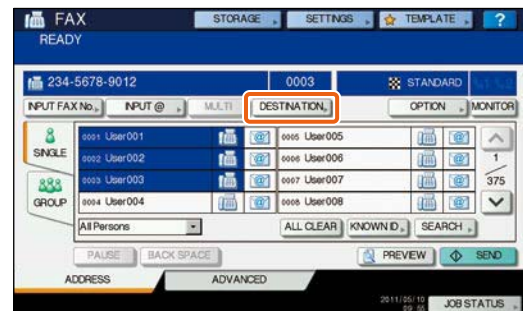 FAX STORAGE SETTINGS TEMPLATE ?
READY
234-5678-9012 0003 STANDARD
INPUT FAX No. INPUT @ MULTI DESTINATION OPTION MONITOR
SINGLE
GROUP
0001 User001 0005 User005
0002 User002 0006 User006
0003 User003 0007 User007
0004 User004 0008 User008
1
375
All Persons ALL CLEAR KNOWN ID SEARCH
PAUSE BACK SPACE PREVIEW SEND
ADDRESS ADVANCED
2011/05/10
09:55
JOB STATUS